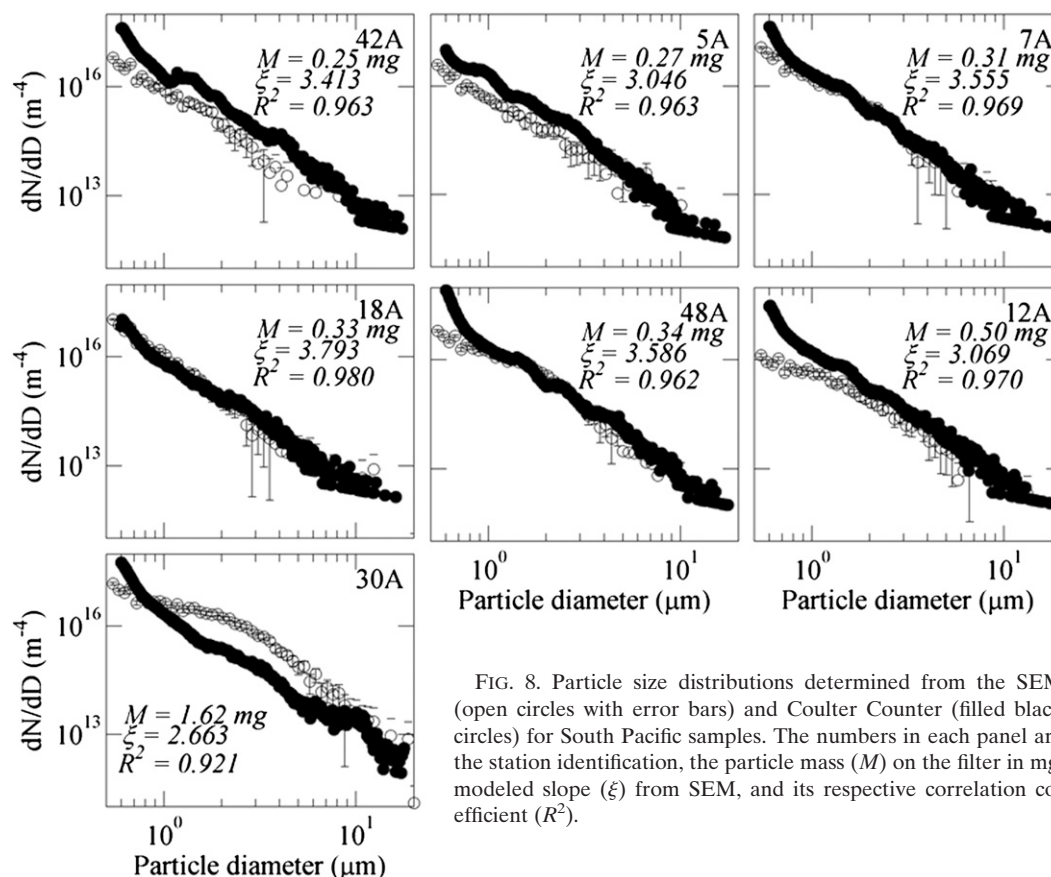 42A
M = 0.25 mg
ξ = 3.413
R² = 0.963
dN/dD (m⁻⁴)
10¹⁶
10¹³
5A
M = 0.27 mg
ξ = 3.046
R² = 0.963
7A
M = 0.31 mg
ξ = 3.555
R² = 0.969
18A
M = 0.33 mg
ξ = 3.793
R² = 0.980
dN/dD (m⁻⁴)
10¹⁶
10¹³
48A
M = 0.34 mg
ξ = 3.586
R² = 0.962
10⁰ 10¹
Particle diameter (μm)
12A
M = 0.50 mg
ξ = 3.069
R² = 0.970
10⁰ 10¹
Particle diameter (μm)
30A
M = 1.62 mg
ξ = 2.663
R² = 0.921
dN/dD (m⁻⁴)
10¹⁶
10¹³
10⁰ 10¹
Particle diameter (μm)
FIG. 8. Particle size distributions determined from the SEM
(open circles with error bars) and Coulter Counter (filled black
circles) for South Pacific samples. The numbers in each panel ar
the station identification, the particle mass (M) on the filter in mg
modeled slope (ξ) from SEM, and its respective correlation co
efficient (R²).